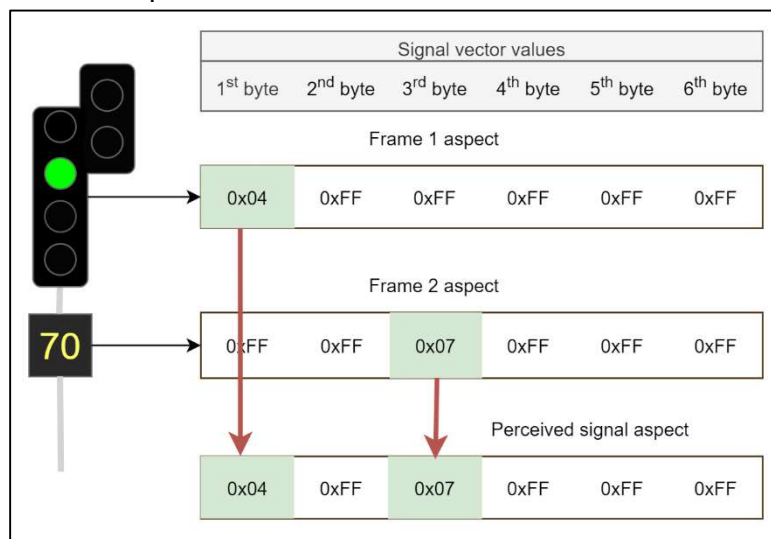 Signal vector values
1st byte 2nd byte 3rd byte 4th byte 5th byte 6th byte
Frame 1 aspect
0x04 0xFF 0xFF 0xFF 0xFF 0xFF
Frame 2 aspect
70 0xFF 0xFF 0x07 0xFF 0xFF 0xFF
Perceived signal aspect
0x04 0xFF 0x07 0xFF 0xFF 0xFF